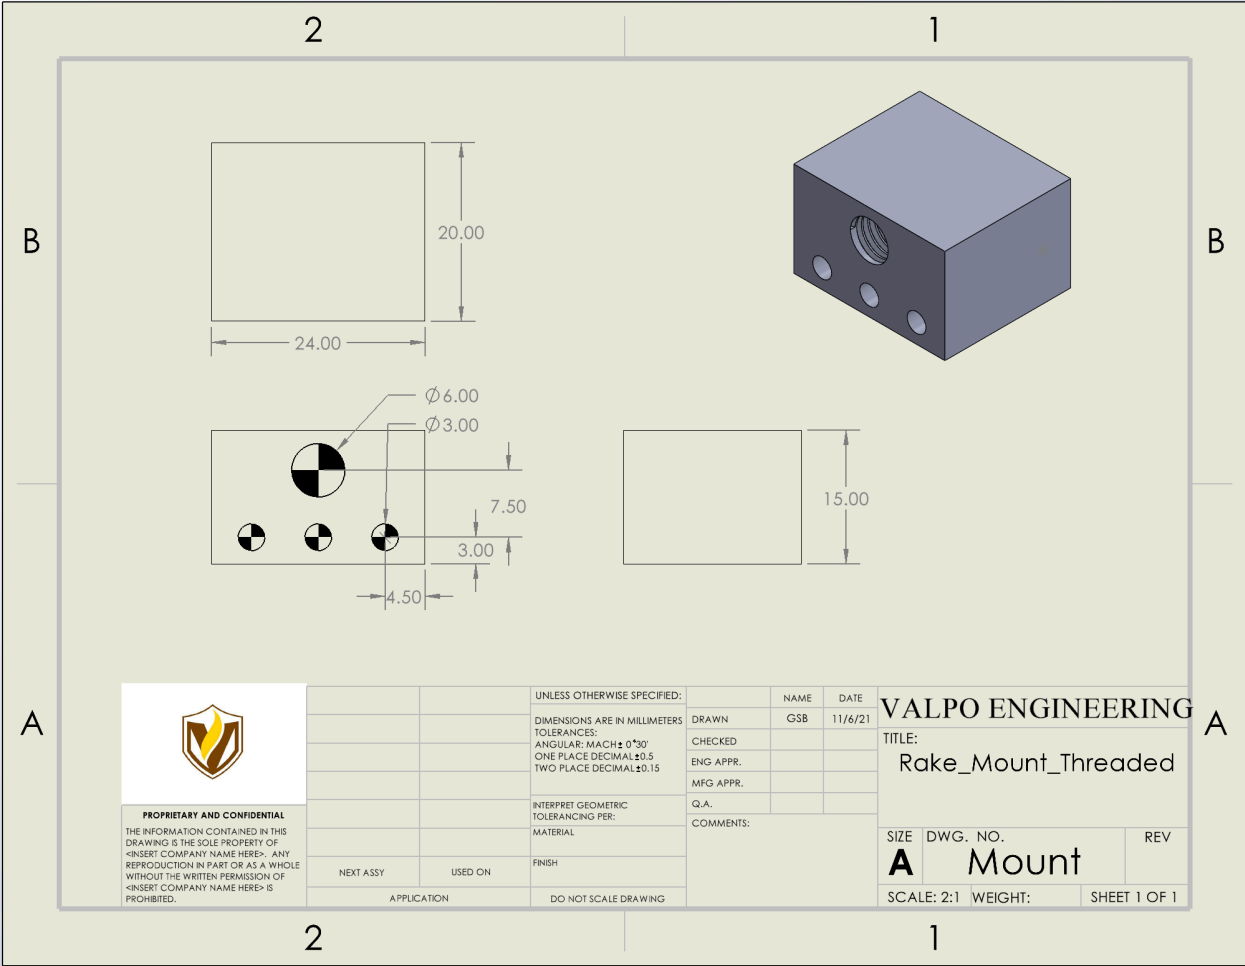 2
1
B
B
20.00
24.00
∅6.00
∅3.00
7.50
3.00
4.50
15.00
A
A
UNLESS OTHERWISE SPECIFIED:
DIMENSIONS ARE IN MILLIMETERS
TOLERANCES:
ANGULAR: MACH± 0°30'
ONE PLACE DECIMAL±0.5
TWO PLACE DECIMAL±0.15
INTERPRET GEOMETRIC
TOLERANCING PER:
MATERIAL
FINISH
DO NOT SCALE DRAWING
NAME
DATE
DRAWN
GSB
11/6/21
CHECKED
ENG APPR.
MFG APPR.
Q.A.
COMMENTS:
VALPO ENGINEERING
TITLE:
Rake_Mount_Threaded
SIZE
A
DWG. NO.
Mount
REV
SCALE: 2:1
WEIGHT:
SHEET 1 OF 1
PROPRIETARY AND CONFIDENTIAL
THE INFORMATION CONTAINED IN THIS
DRAWING IS THE SOLE PROPERTY OF
<INSERT COMPANY NAME HERE>. ANY
REPRODUCTION IN PART OR AS A WHOLE
WITHOUT THE WRITTEN PERMISSION OF
<INSERT COMPANY NAME HERE> IS
PROHIBITED.
NEXT ASSY
USED ON
APPLICATION
2
1